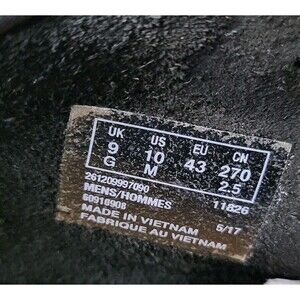 UK US EU CN
9 10 43 270
G M 2.5
261209997090
MENS/HOMMES 11826
60918908
MADE IN VIETNAM 5/17
FABRIQUE AU VIETNAM